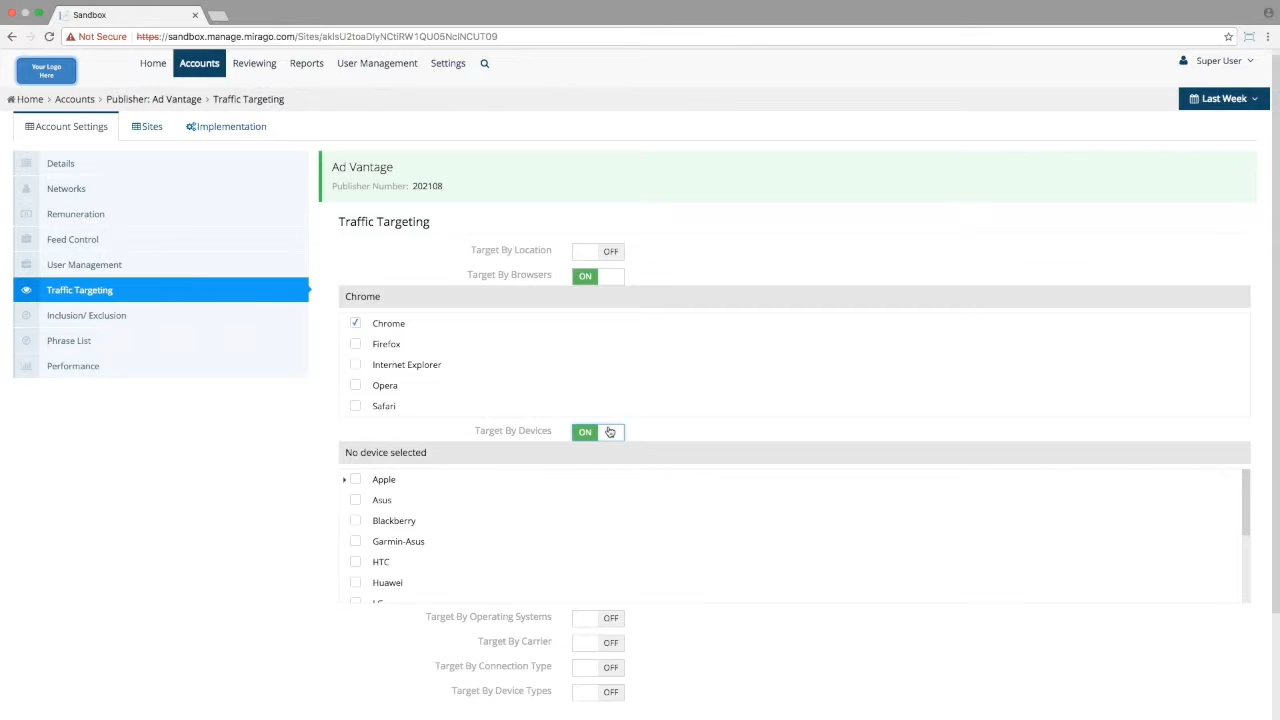 Sandbox
Not Secure https://sandbox.manage.mirago.com/Sites/aklsU2toaDIyNCtiRW1QU05NclNCUT09
Your Logo Here
Home Accounts Reviewing Reports User Management Settings Super User
Home > Accounts > Publisher: Ad Vantage > Traffic Targeting Last Week
Account Settings Sites Implementation
Details
Networks
Remuneration
Feed Control
User Management
Traffic Targeting
Inclusion/ Exclusion
Phrase List
Performance
Ad Vantage
Publisher Number: 202108
Traffic Targeting
Target By Location OFF
Target By Browsers ON
Chrome
Chrome
Firefox
Internet Explorer
Opera
Safari
Target By Devices ON
No device selected
Apple
Asus
Blackberry
Garmin-Asus
HTC
Huawei
Target By Operating Systems OFF
Target By Carrier OFF
Target By Connection Type OFF
Target By Device Types OFF